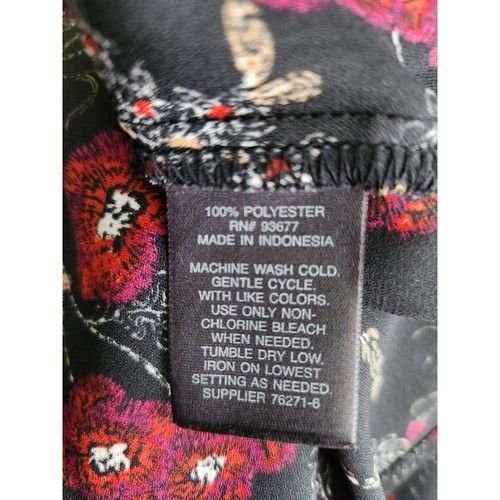 100% POLYESTER
RN# 93677
MADE IN INDONESIA
MACHINE WASH COLD.
GENTLE CYCLE.
WITH LIKE COLORS.
USE ONLY NON-
CHLORINE BLEACH
WHEN NEEDED.
TUMBLE DRY LOW.
IRON ON LOWEST
SETTING AS NEEDED.
SUPPLIER 76271-6